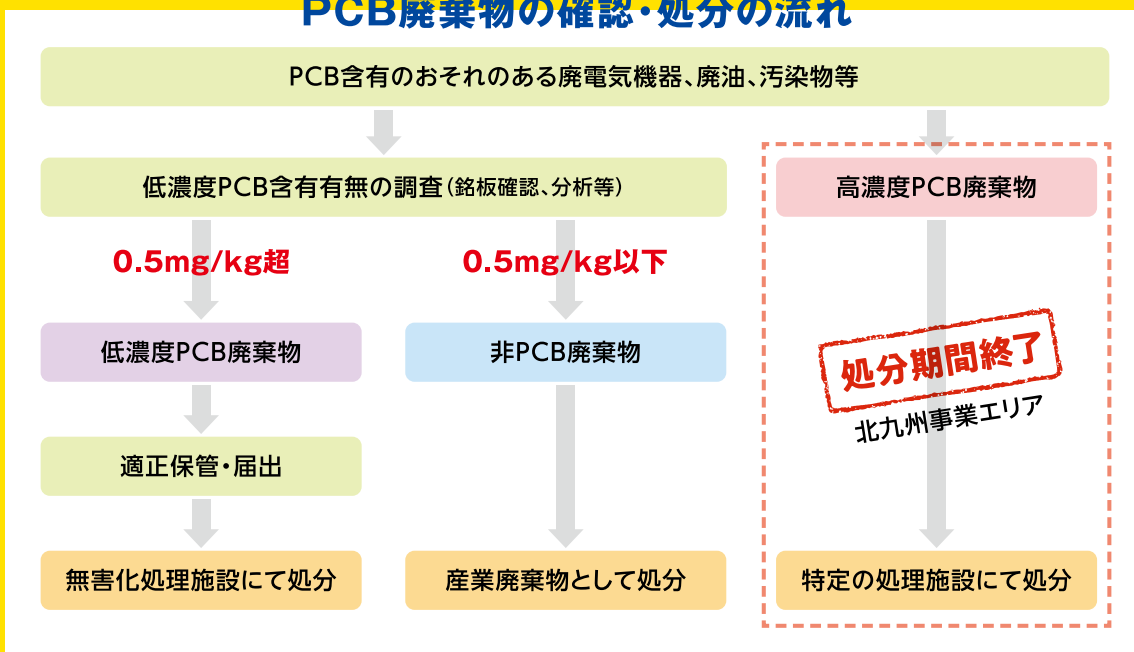 PCB廃棄物の確認・処分の流れ
PCB含有のおそれのある廃電気機器、廃油、汚染物等
低濃度PCB含有有無の調査（銘板確認、分析等）
高濃度PCB廃棄物
0.5mg/kg超
0.5mg/kg以下
低濃度PCB廃棄物
非PCB廃棄物
処分期間終了
北九州事業エリア
適正保管・届出
無害化処理施設にて処分
産業廃棄物として処分
特定の処理施設にて処分